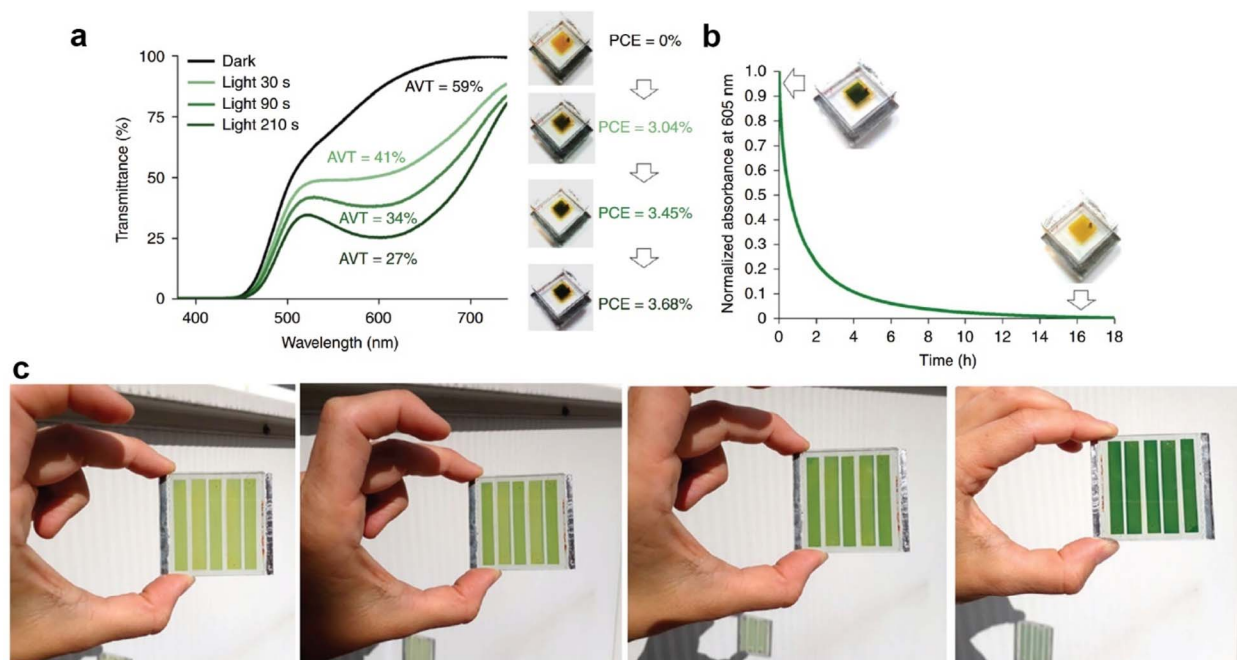 a
Dark
Light 30 s
Light 90 s
Light 210 s
AVT = 59%
AVT = 41%
AVT = 34%
AVT = 27%
Transmittance (%)
100
75
50
25
0
400
500
600
700
Wavelength (nm)
PCE = 0%
PCE = 3.04%
PCE = 3.45%
PCE = 3.68%
b
Normalized absorbance at 605 nm
1.0
0.9
0.8
0.7
0.6
0.5
0.4
0.3
0.2
0.1
0
0
2
4
6
8
10
12
14
16
18
Time (h)
c